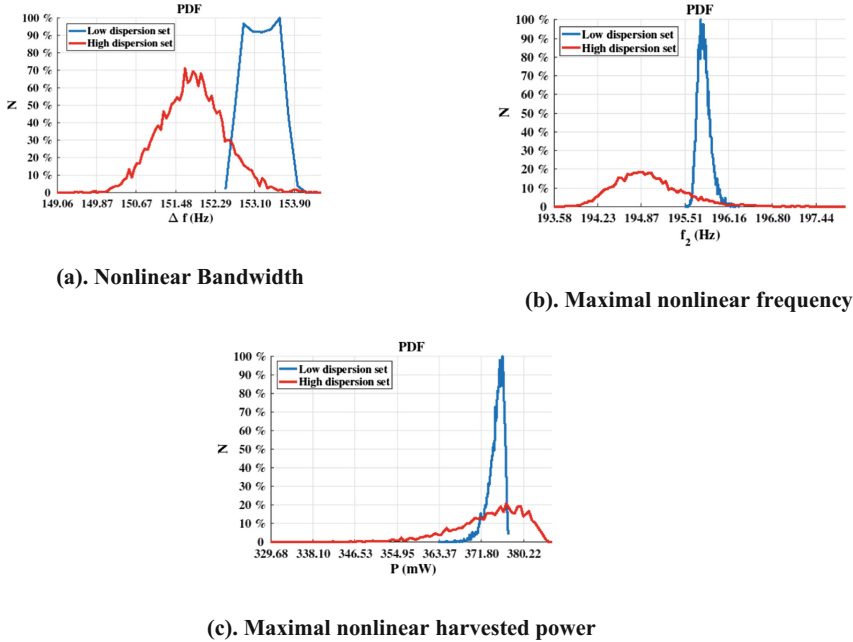 PDF
100 %
90 %
80 %
70 %
60 %
50 %
40 %
30 %
20 %
10 %
0
N
Low dispersion set
High dispersion set
149.06 149.87 150.67 151.48 152.29 153.10 153.90
Δ f (Hz)
(a). Nonlinear Bandwidth
PDF
100 %
90 %
80 %
70 %
60 %
50 %
40 %
30 %
20 %
10 %
0
N
Low dispersion set
High dispersion set
193.58 194.23 194.87 195.51 196.16 196.80 197.44
f2 (Hz)
(b). Maximal nonlinear frequency
PDF
100 %
90 %
80 %
70 %
60 %
50 %
40 %
30 %
20 %
10 %
0
N
Low dispersion set
High dispersion set
329.68 338.10 346.53 354.95 363.37 371.80 380.22
P (mW)
(c). Maximal nonlinear harvested power